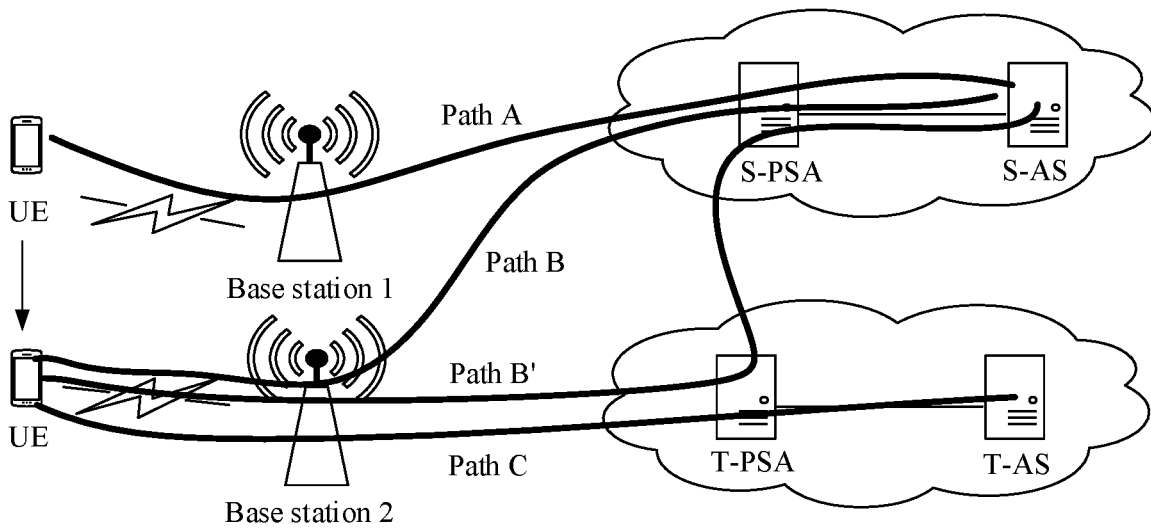 Path A
S-PSA
S-AS
UE
Path B
Base station 1
Path B'
UE
Path C
T-PSA
T-AS
Base station 2